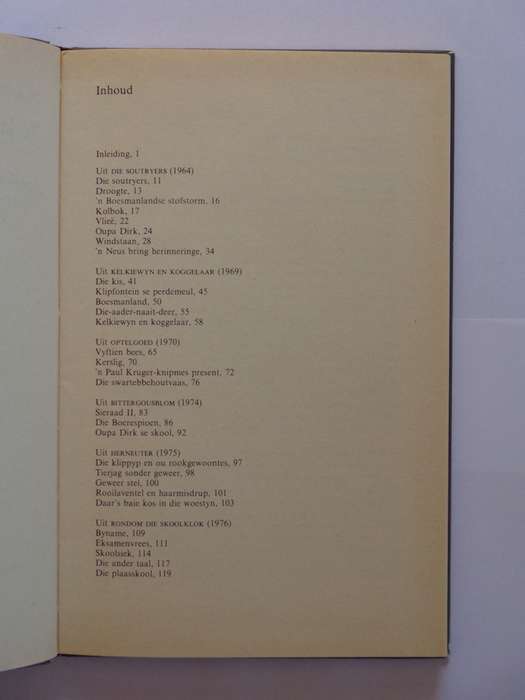 Inhoud
Inleiding, 1
Uit DIE SOUTRYERS (1964)
Die soutryers, 11
Droogte, 13
'n Boesmanlandse stofstorm, 16
Kolbok, 17
Vlieë, 22
Oupa Dirk, 24
Windstaan, 28
'n Neus bring berinneringe, 34
Uit KELKIEWYN EN KOGGELAAR (1969)
Die kis, 41
Klipfontein se perdemeul, 45
Boesmanland, 50
Die-aader-naait-deer, 55
Kelkiewyn en koggelaar, 58
Uit OPTELGOED (1970)
Vyftien bees, 65
Kerslig, 70
'n Paul Kruger-knipmes present, 72
Die swartebbehoutvaas, 76
Uit BITTERGOUSBLOM (1974)
Sieraad II, 83
Die Boerespioen, 86
Oupa Dirk se skool, 92
Uit HERNEUTER (1975)
Die klippyp en ou rookgewoontes, 97
Tierjag sonder geweer, 98
Geweer stel, 100
Rooilaventel en haarmisdrup, 101
Daar's baie kos in die woestyn, 103
Uit RONDOM DIE SKOOLKLOK (1976)
Byname, 109
Eksamenvrees, 111
Skoolsiek, 114
Die ander taal, 117
Die plaasskool, 119